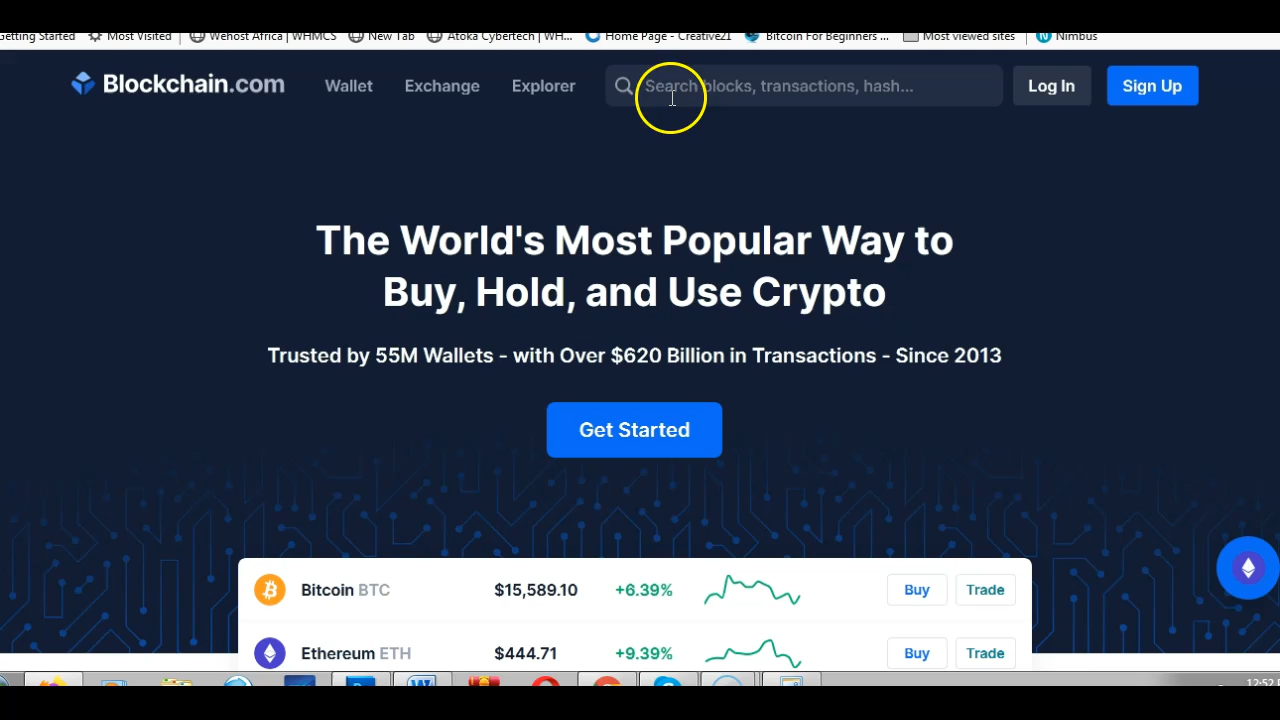 Getting Started Most Visited Wehost Africa | WHMCS New Tab Atoka Cybertech | WH... Home Page - Creative21 Bitcoin For Beginners ... Most viewed sites Nimbus
Blockchain.com Wallet Exchange Explorer Search blocks, transactions, hash... Log In Sign Up
The World's Most Popular Way to
Buy, Hold, and Use Crypto
Trusted by 55M Wallets - with Over $620 Billion in Transactions - Since 2013
Get Started
Bitcoin BTC $15,589.10 +6.39% Buy Trade
Ethereum ETH $444.71 +9.39% Buy Trade
12:52